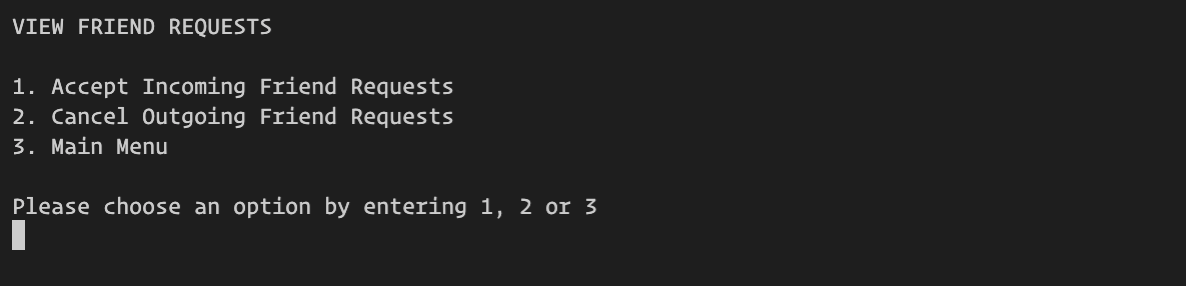 VIEW FRIEND REQUESTS
1. Accept Incoming Friend Requests
2. Cancel Outgoing Friend Requests
3. Main Menu
Please choose an option by entering 1, 2 or 3